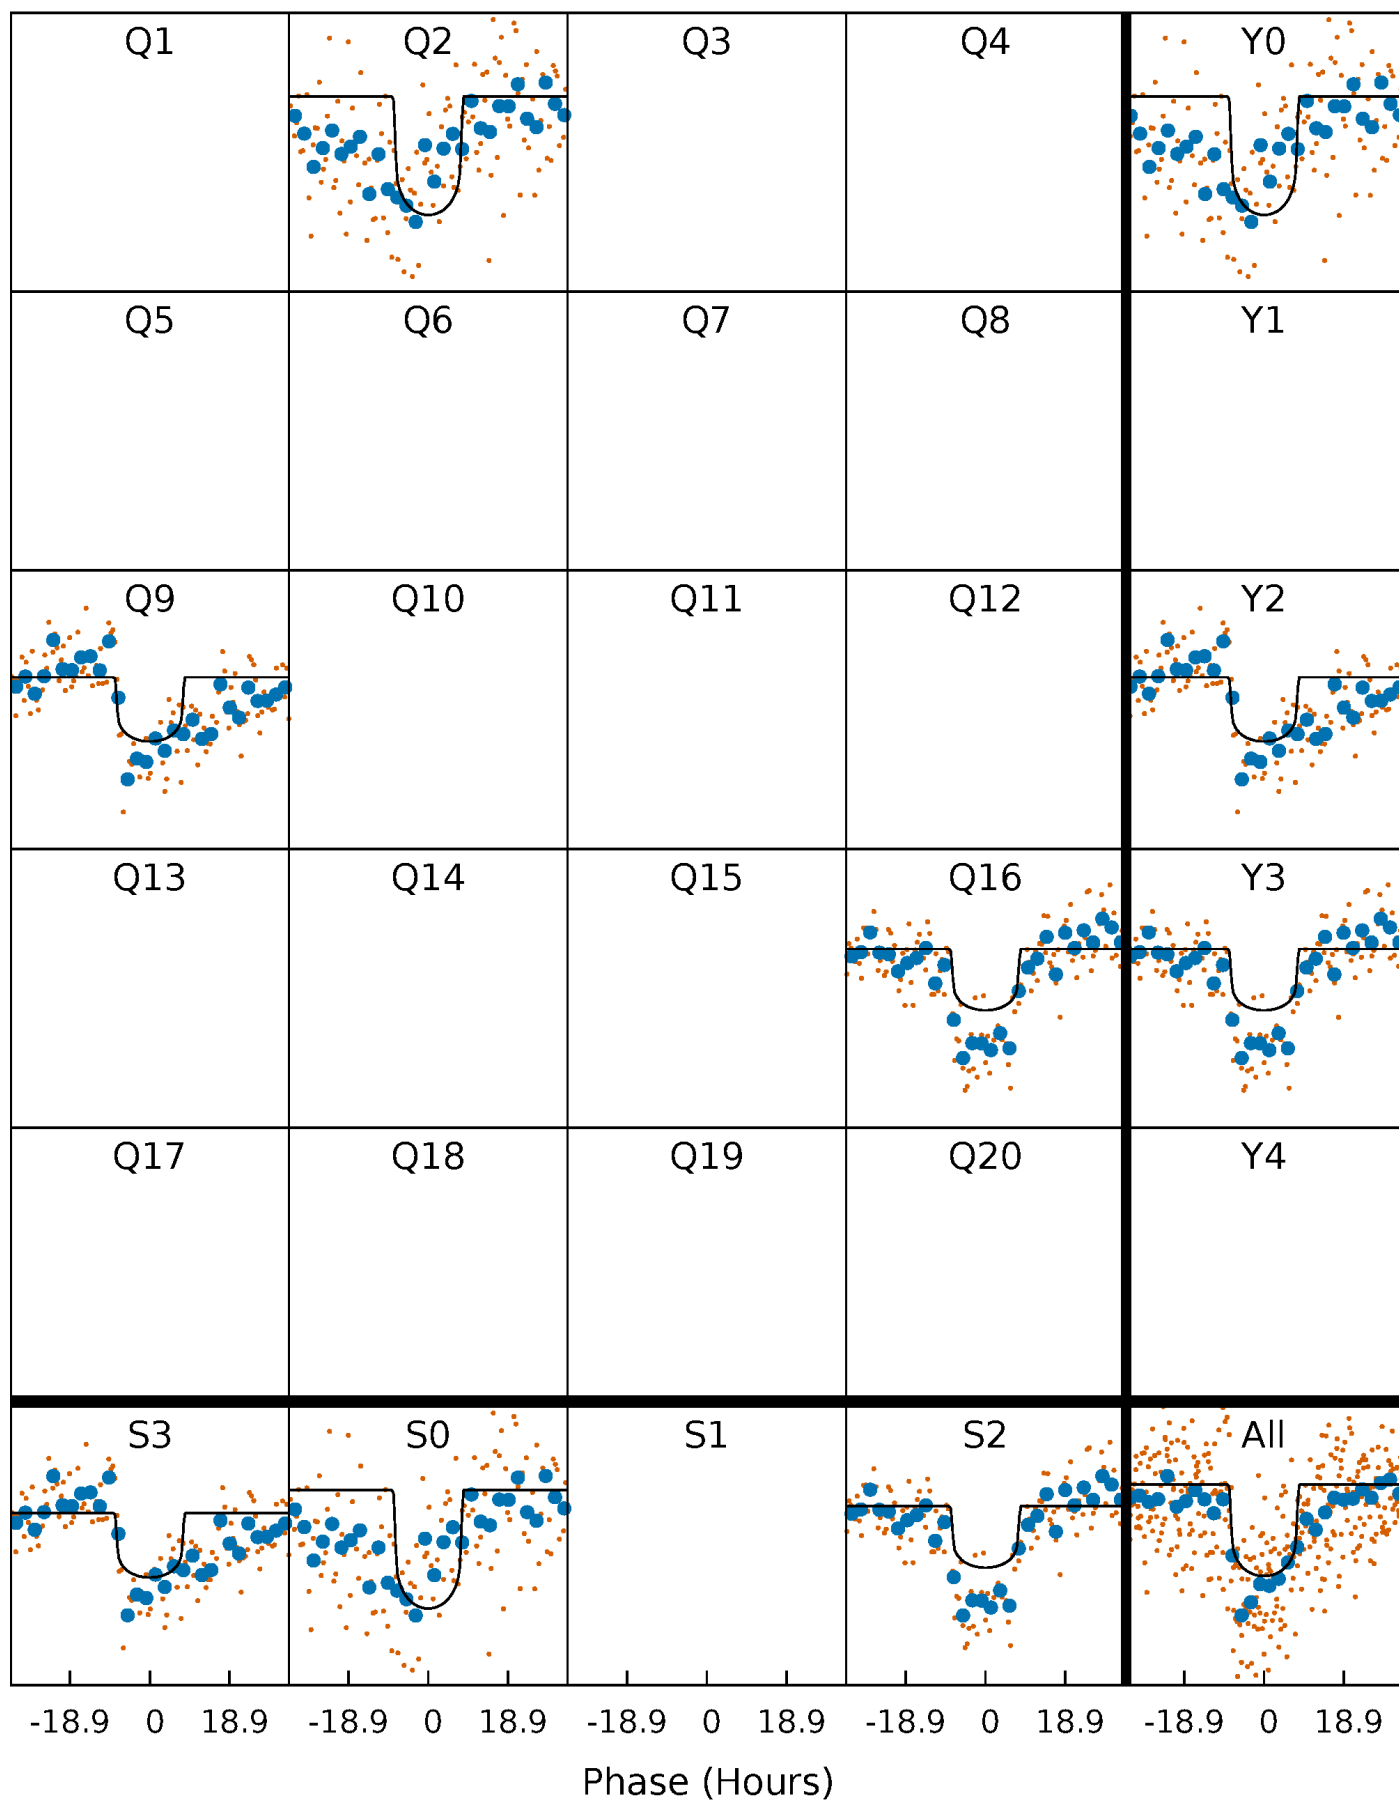 Q1 Q2 Q3 Q4 Y0
Q5 Q6 Q7 Q8 Y1
Q9 Q10 Q11 Q12 Y2
Q13 Q14 Q15 Q16 Y3
Q17 Q18 Q19 Q20 Y4
S3 S0 S1 S2 All
-18.9 0 18.9 -18.9 0 18.9 -18.9 0 18.9 -18.9 0 18.9 -18.9 0 18.9
Phase (Hours)